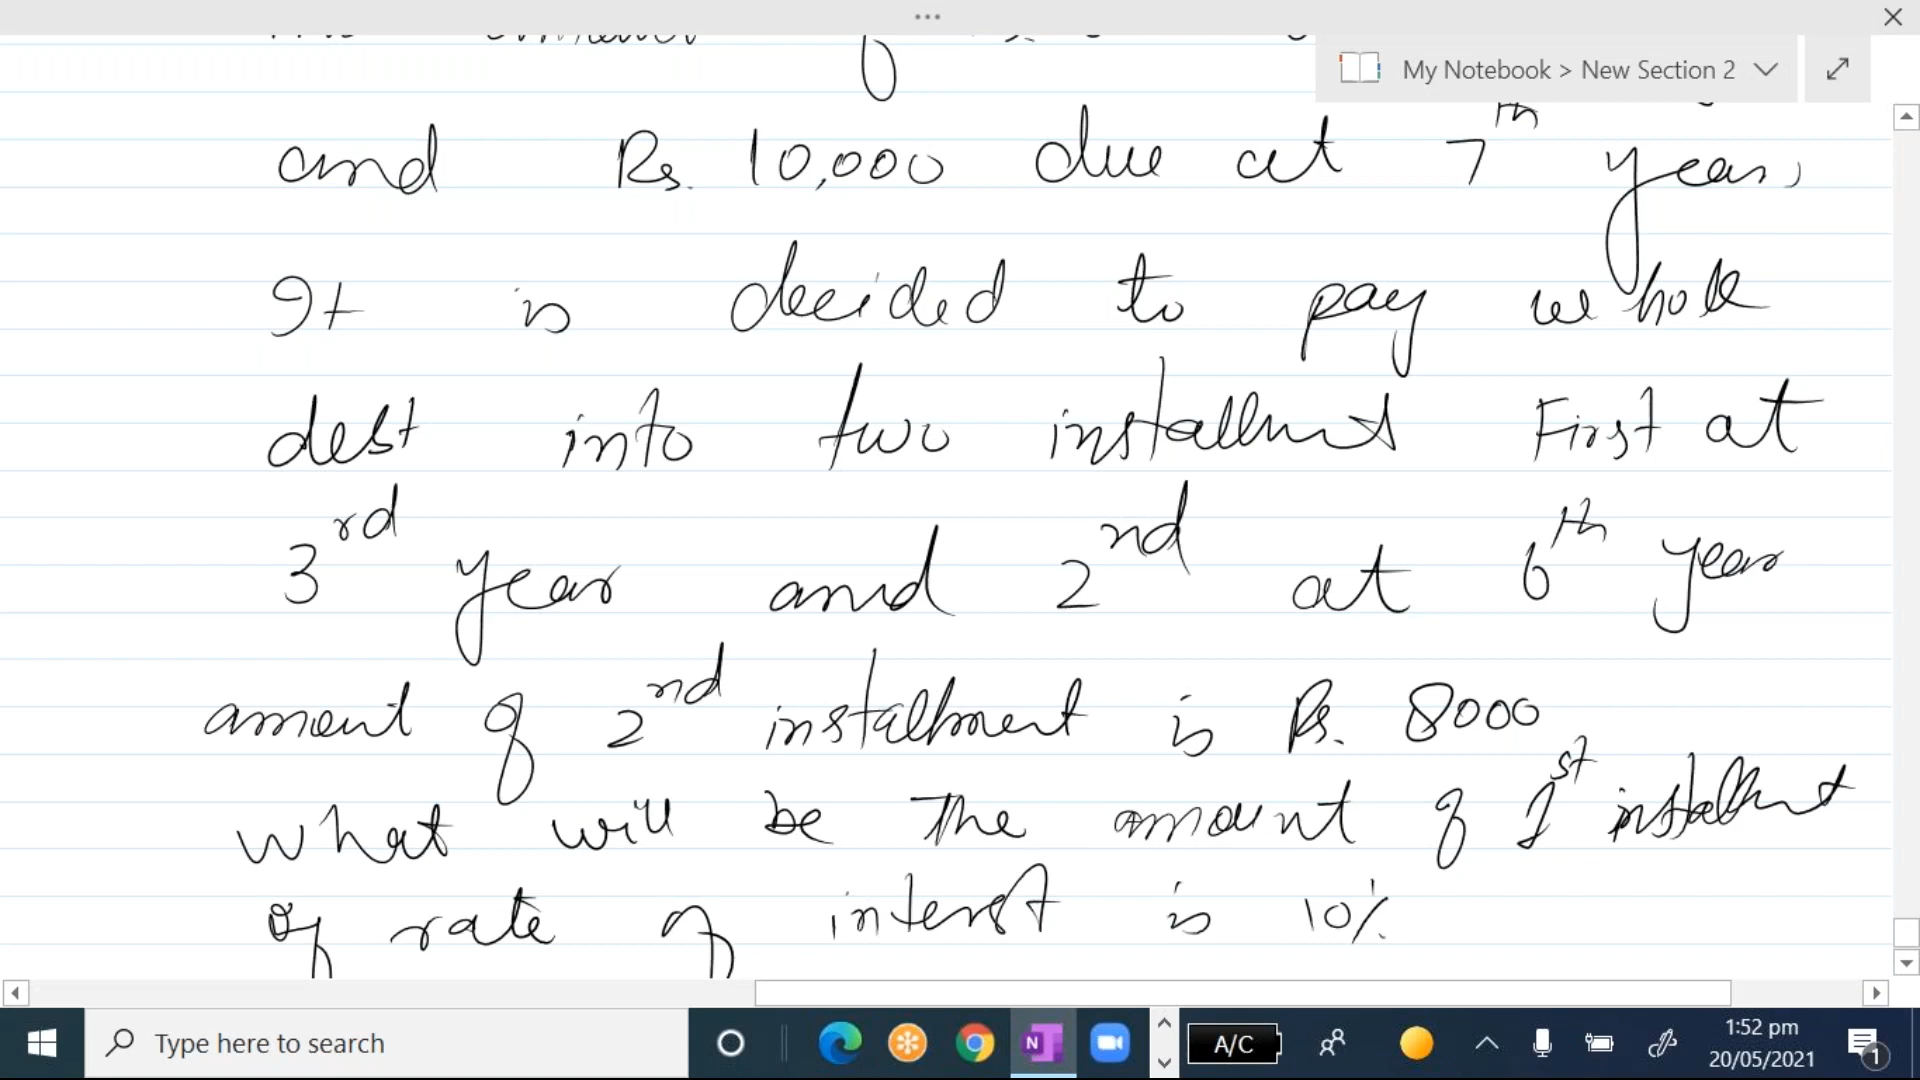 My Notebook > New Section 2
and Rs. 10,000 due at 7th year,
It is decided to pay whole
debt into two installment First at
3rd year and 2nd at 6th year
amount of 2nd installment is Rs. 8000
what will be the amount of 1st installment
if rate of interest is 10%
Type here to search
A/C
1:52 pm
20/05/2021
1